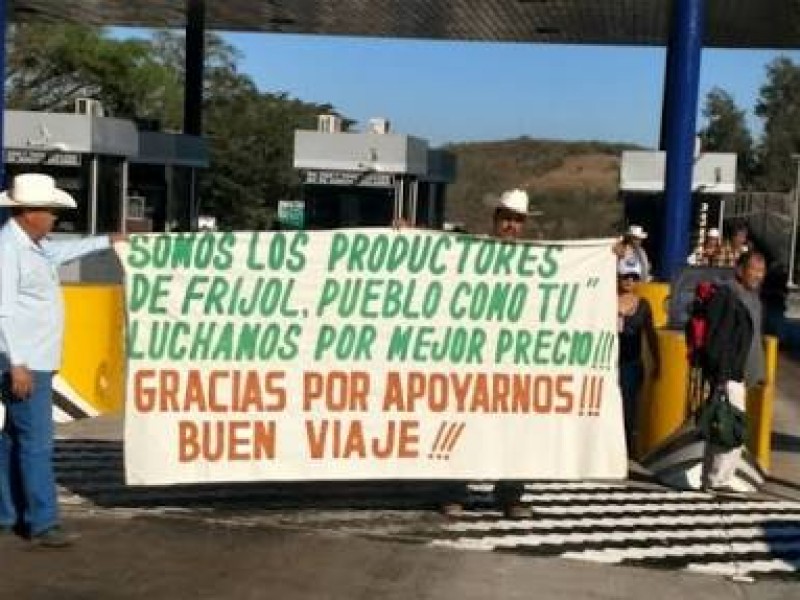 SOMOS LOS PRODUCTORES
DE FRIJOL, PUEBLO COMO TU"
LUCHANOS POR MEJOR PRECIO!!!
GRACIAS POR APOYARNOS!!!
BUEN VIAJE!!!